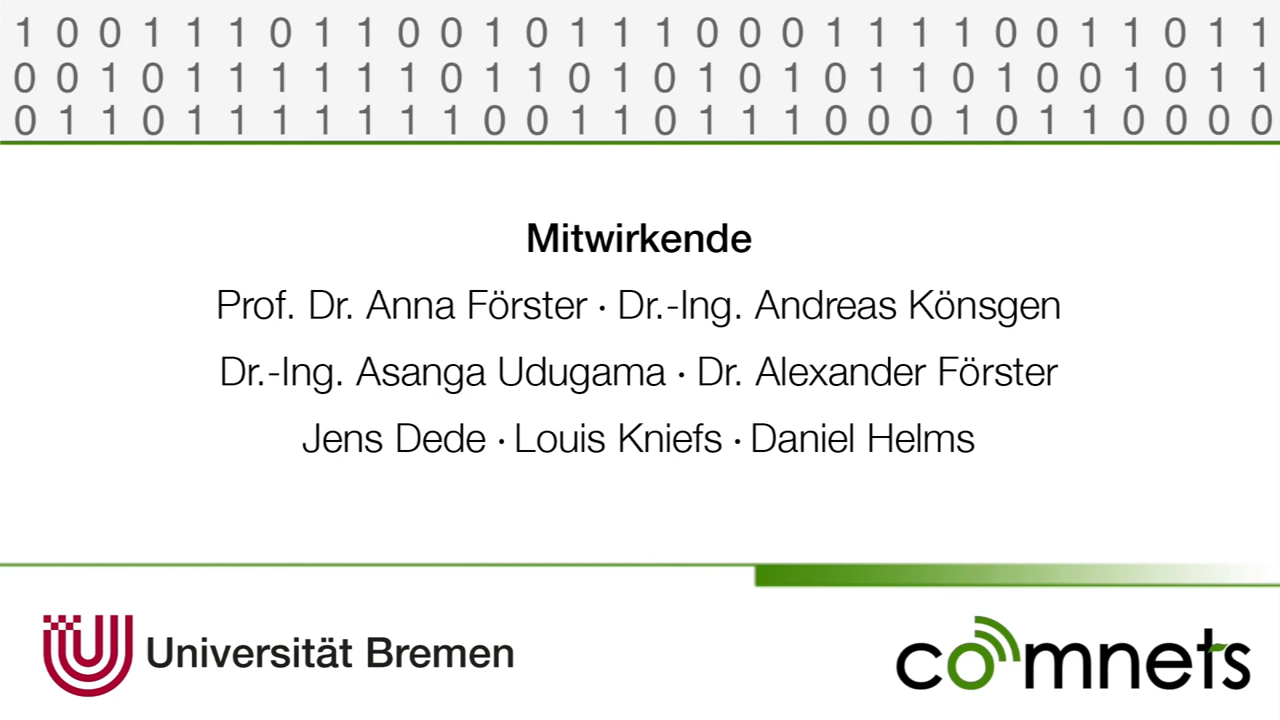 1 0 0 1 1 1 0 1 1 0 0 1 0 1 1 1 0 0 0 1 1 1 1 0 0 1 1 0 1 1
0 0 1 0 1 1 1 1 1 1 0 1 1 0 1 0 1 0 1 0 1 1 0 1 0 0 1 0 1 1
0 1 1 0 1 1 1 1 1 1 1 0 0 1 1 0 1 1 1 0 0 0 1 0 1 1 0 0 0 0
Mitwirkende
Prof. Dr. Anna Förster · Dr.-Ing. Andreas Könsgen
Dr.-Ing. Asanga Udugama · Dr. Alexander Förster
Jens Dede · Louis Kniefs · Daniel Helms
Universität Bremen
comnets